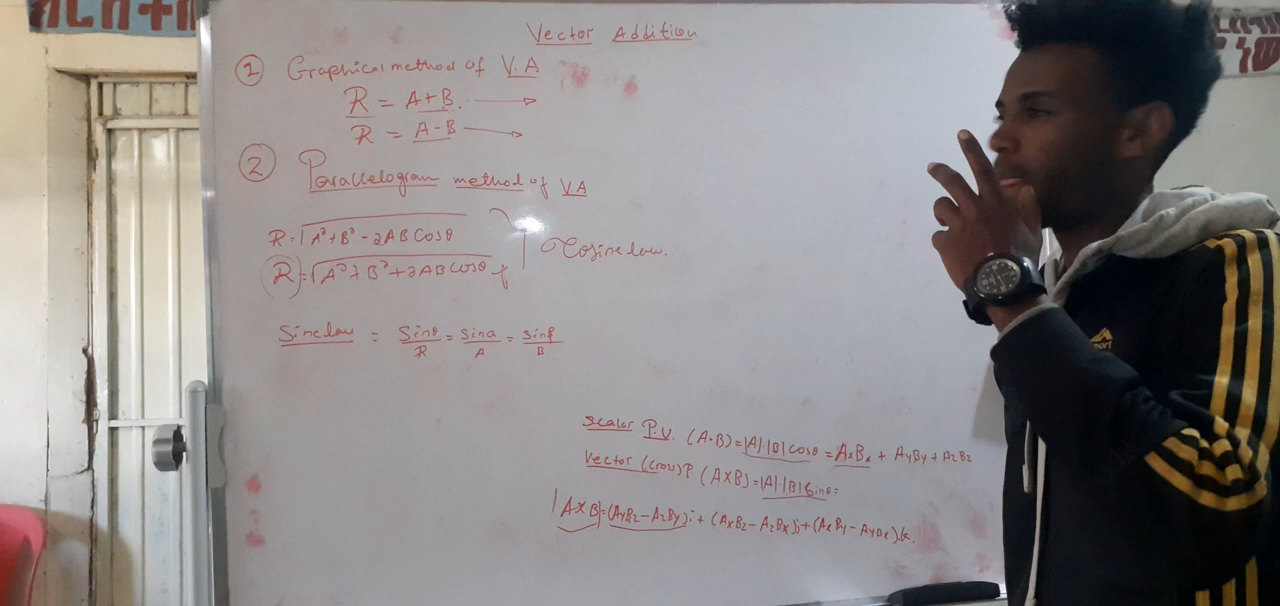 Vector Addition
① Graphical method of V.A
R = A+B. →
R = A-B →
② Parallelogram method of VA
R = √A²+B²-2ABCosθ
R = √A²+B²+2ABCosθ
Cosine law.
Sine law = Sinθ/R = sinα/A = sinβ/B
Scalar P.V. (A·B)=|A|·|B|cosθ = AxBx + AyBy + AzBz
Vector (cross)P (AXB)=|A|·|B|Sinθ=
|AXB|=(AyBz-AzBy)i + (AxBz-AzBx)j+(AxBy-AyBx)k.